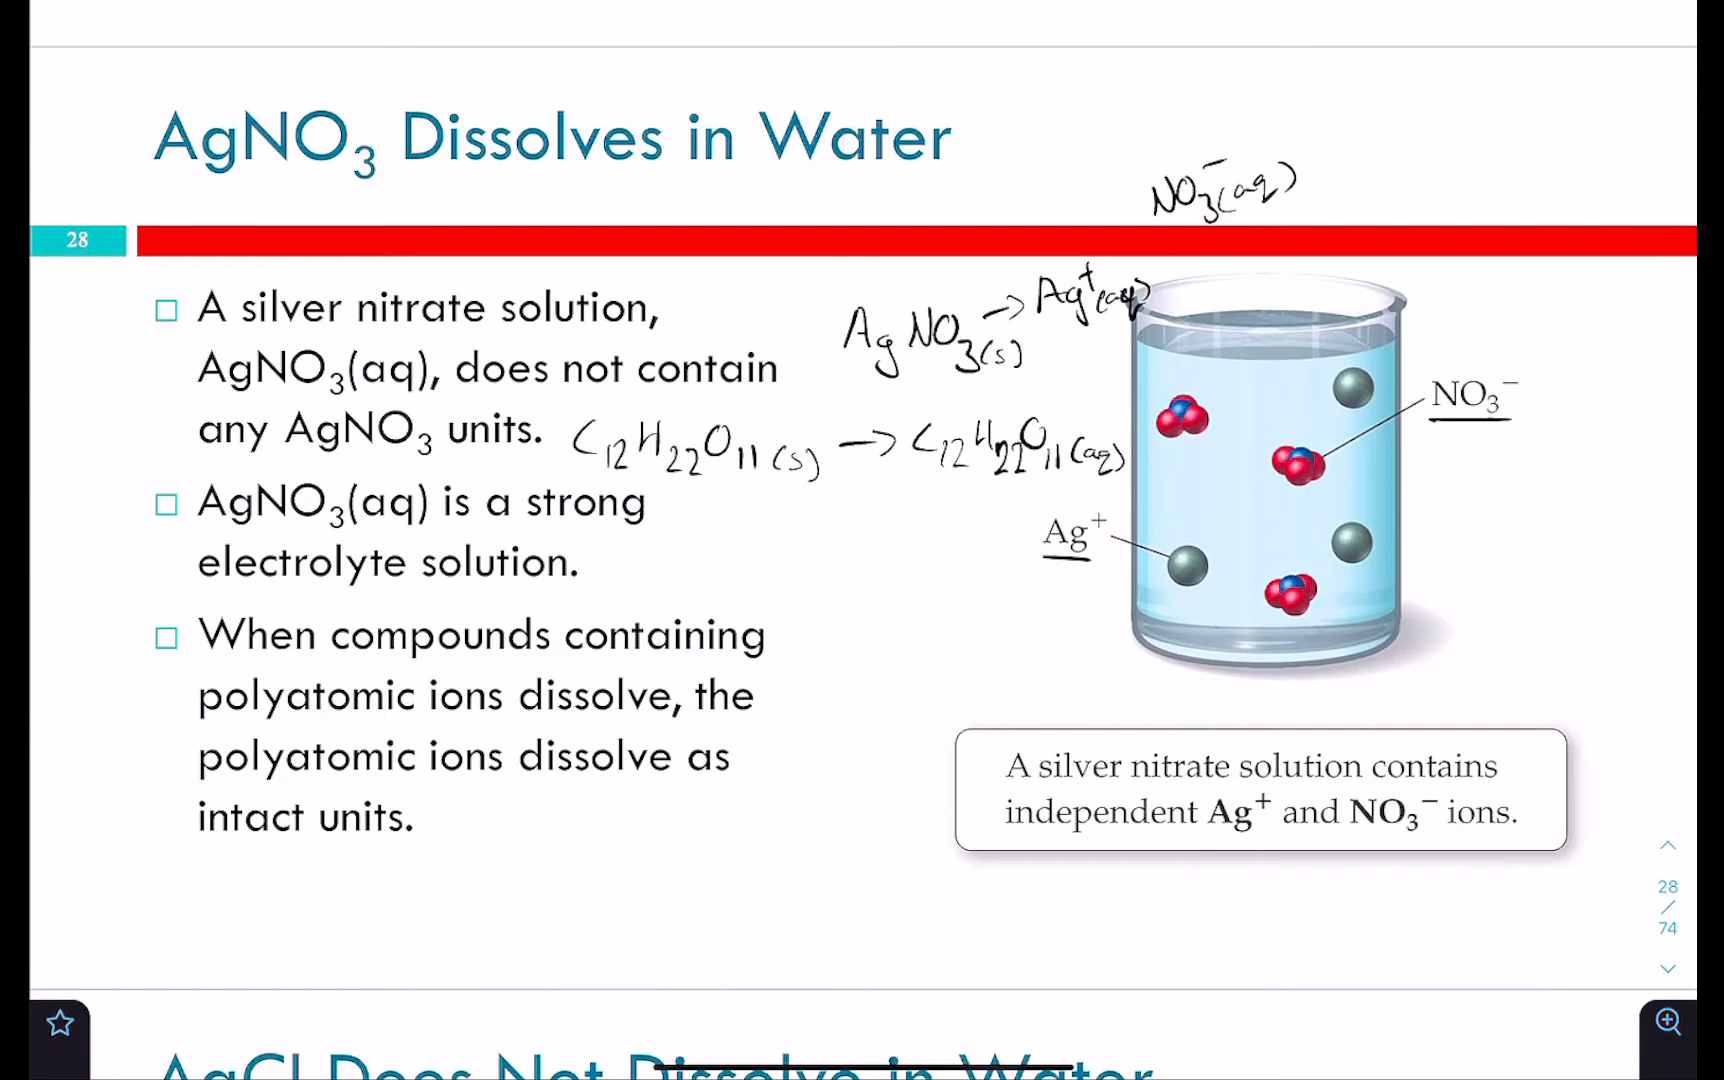 AgNO₃ Dissolves in Water
NO₃⁻(aq)
28
A silver nitrate solution,
AgNO₃(aq), does not contain
any AgNO₃ units.
AgNO₃(s) → Ag⁺(aq)
C₁₂H₂₂O₁₁(s) → C₁₂H₂₂O₁₁(aq)
AgNO₃(aq) is a strong
electrolyte solution.
When compounds containing
polyatomic ions dissolve, the
polyatomic ions dissolve as
intact units.
NO₃⁻
Ag⁺
A silver nitrate solution contains
independent Ag⁺ and NO₃⁻ ions.
28
/
74
AgCl Does Not Dissolve in Water